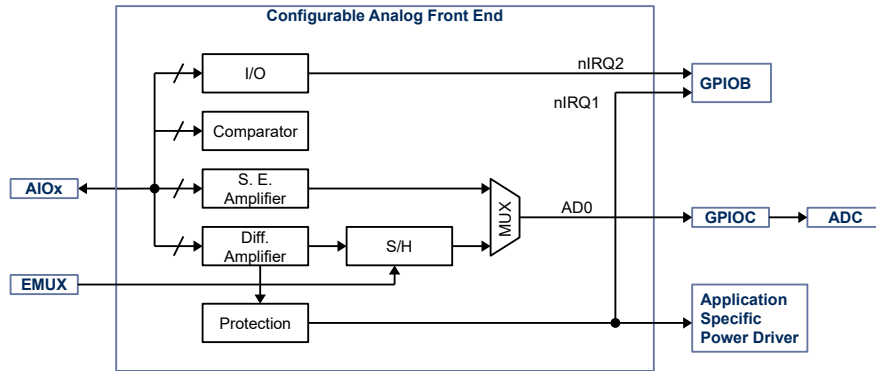 Configurable Analog Front End
I/O
nIRQ2
GPIOB
nIRQ1
Comparator
AIOx
S. E.
Amplifier
MUX
AD0
GPIOC
ADC
Diff.
Amplifier
S/H
EMUX
Protection
Application
Specific
Power Driver